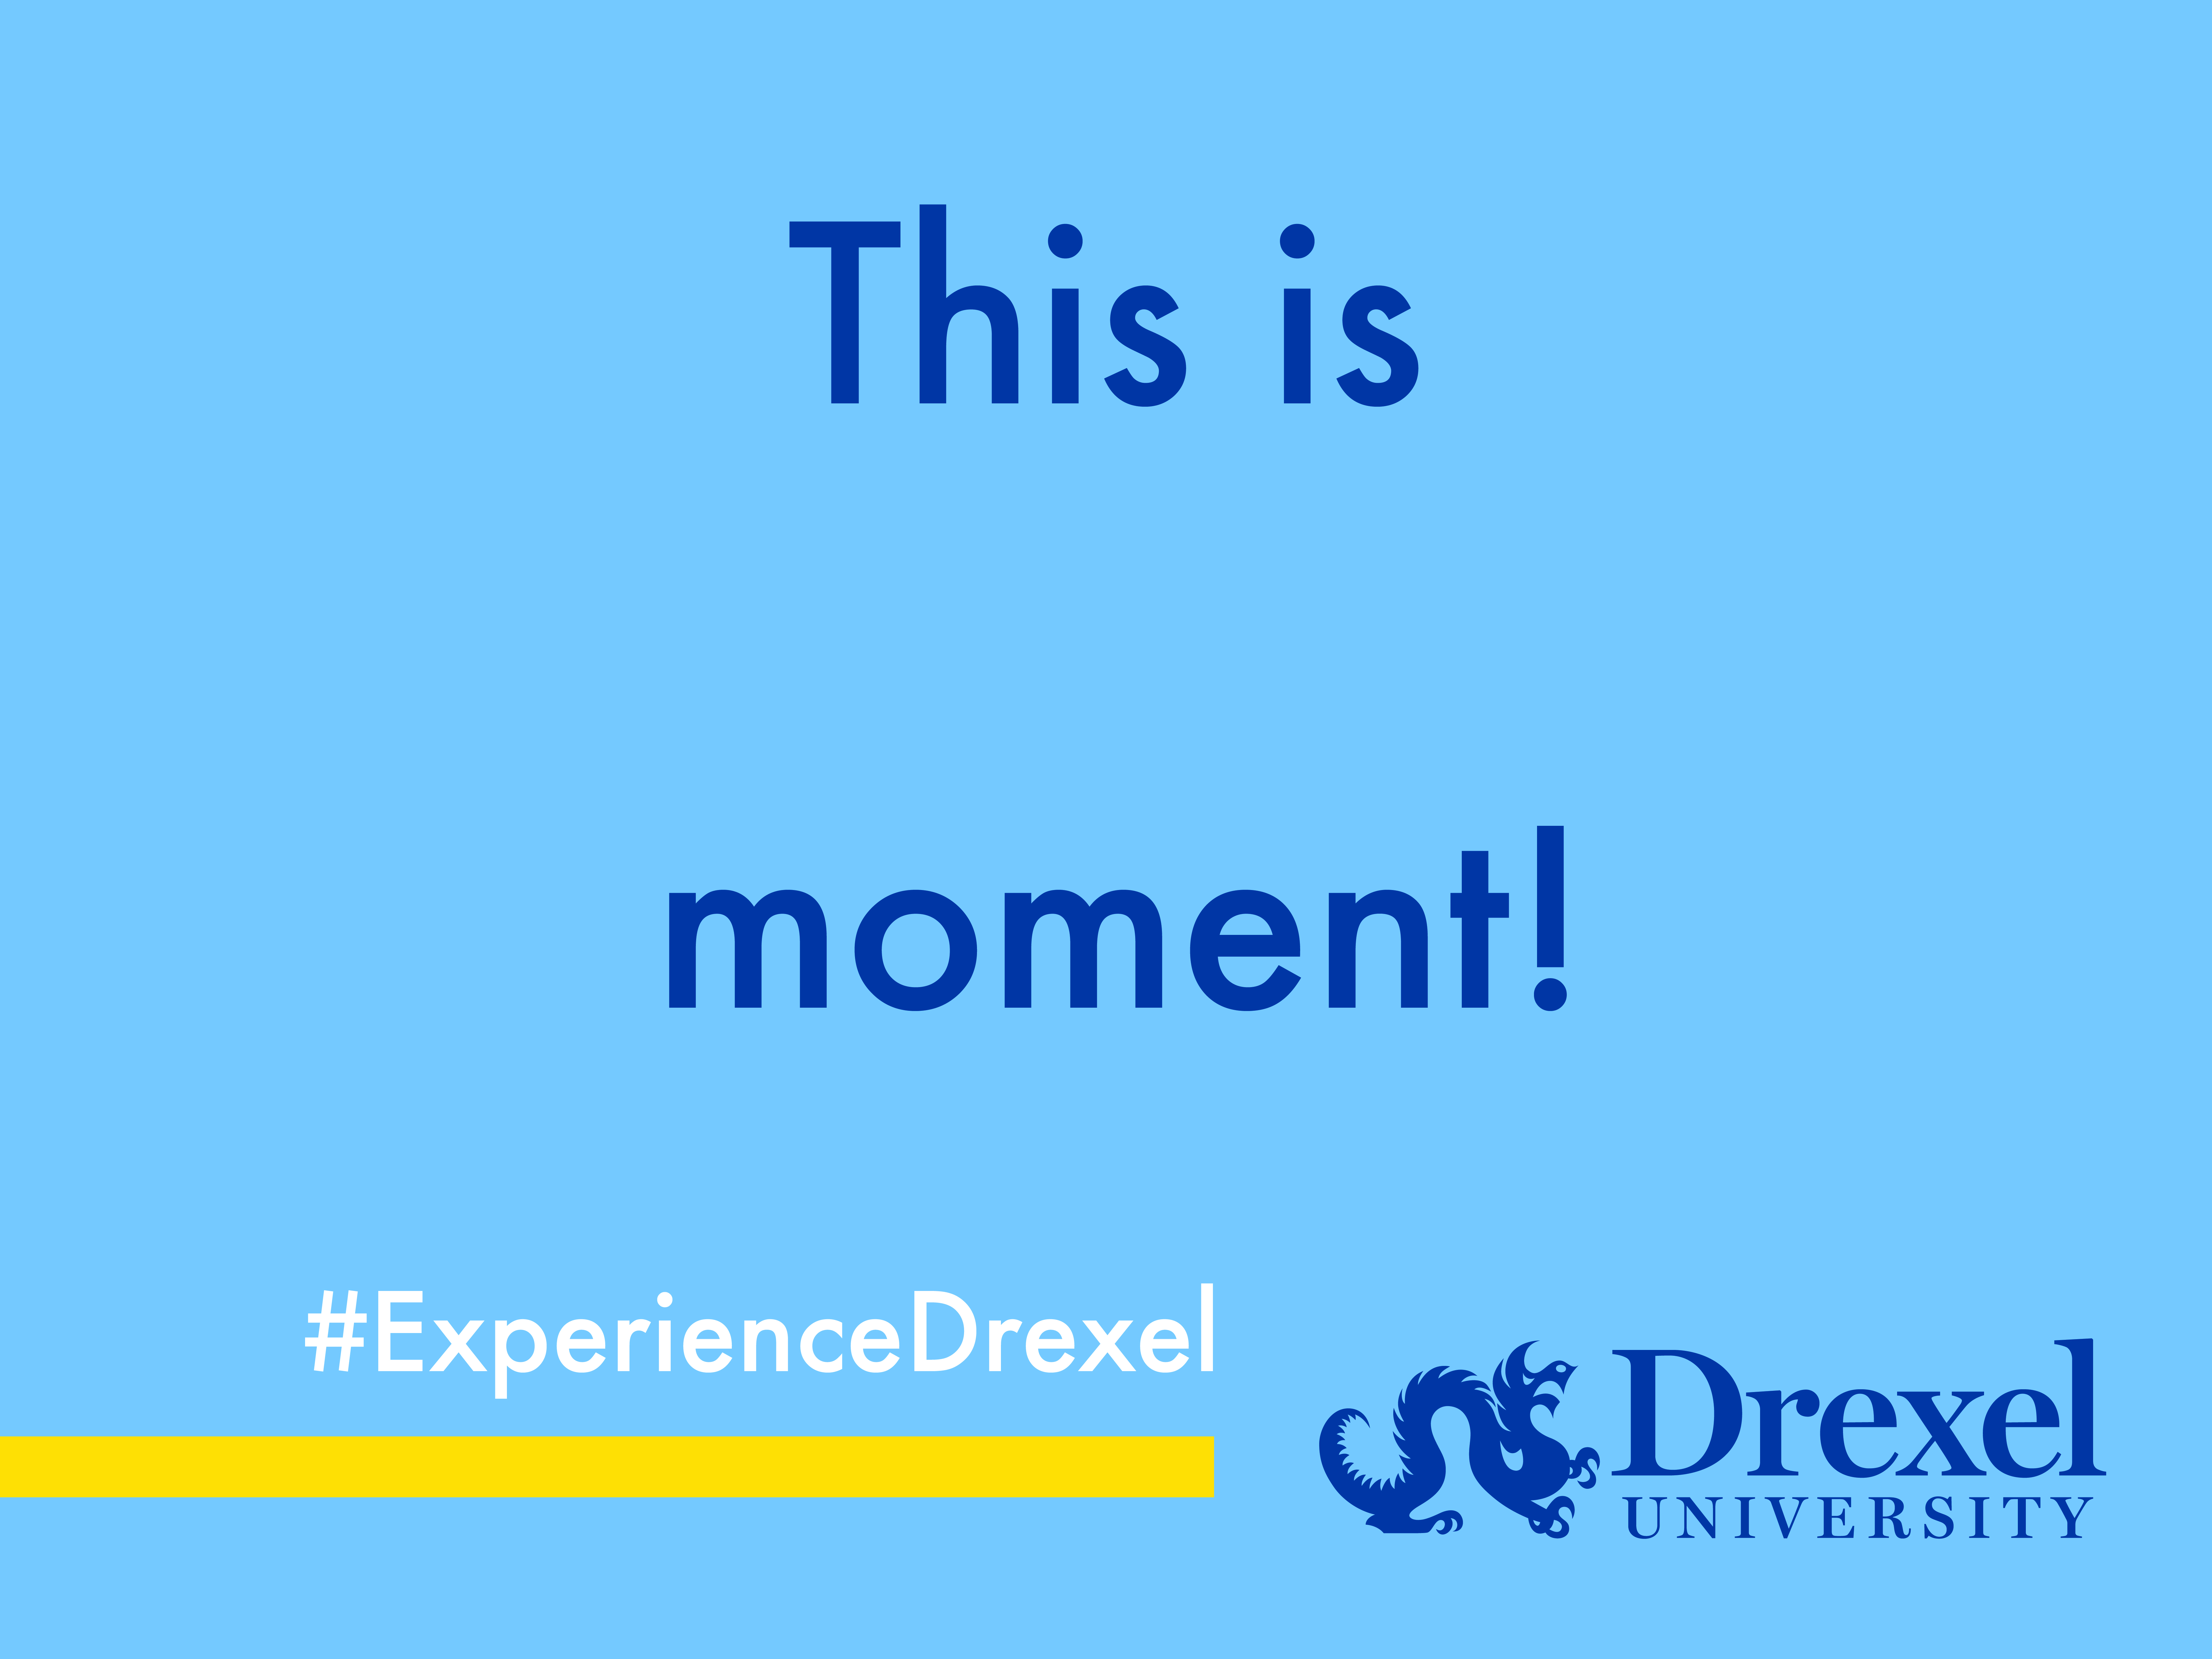 This is
moment!
#ExperienceDrexel
Drexel
UNIVERSITY